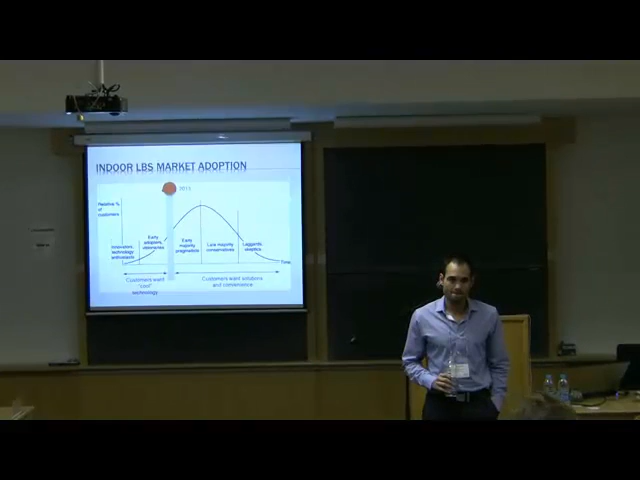 INDOOR LBS MARKET ADOPTION
2013
Relative % 
of
customers
Innovators,
technology
enthusiasts
Early
adopters,
visionaries
Early
majority
pragmatists
Late majority
conservatives
Laggards,
skeptics
Time
Customers want
"cool"
technology
Customers want solutions
and convenience